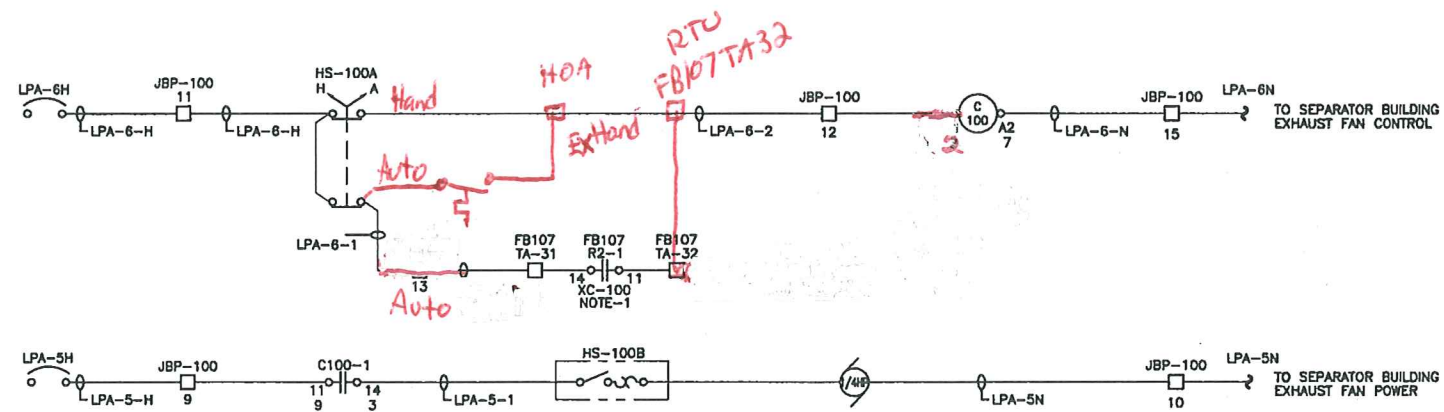 RTU
HOA
FB107TA32
HS-100A
H A
LPA-6H
JBP-100
11
Hand
JBP-100
LPA-6N
TO SEPARATOR BUILDING
EXHAUST FAN CONTROL
LPA-6-H
LPA-6-H
ExHand
LPA-6-2
12
C
100
A2
7
2
LPA-6-N
15
JBP-100
Auto
LPA-6-1
FB107
TA-31
FB107
R2-1
FB107
TA-32
13
14
11
XC-100
NOTE-1
Auto
LPA-5H
JBP-100
C100-1
HS-100B
JBP-100
LPA-5N
TO SEPARATOR BUILDING
EXHAUST FAN POWER
LPA-5-H
9
11
9
14
3
LPA-5-1
1/4HP
LPA-5N
10